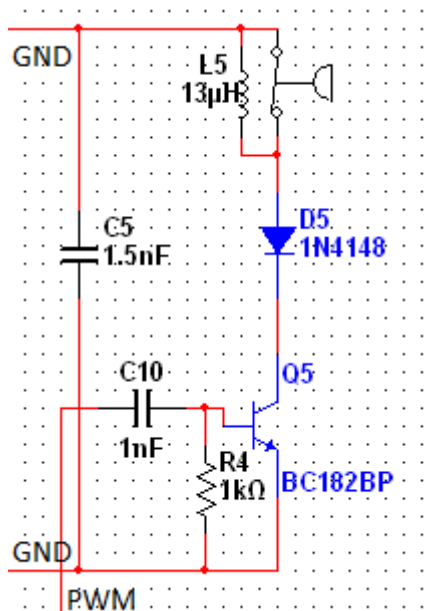 GND
L5
13µH
C5
1.5nF
D5
1N4148
C10
1nF
Q5
R4
1kΩ
BC182BP
GND
PWM